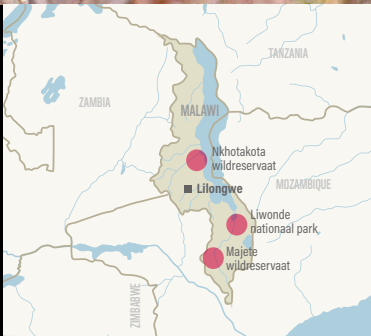 TANZANIA
ZAMBIA
MALAWI
Nkhotakota
wildreservaat
Lilongwe
MOZAMBIQUE
Liwonde
nationaal park,
Majete
wildreservaat
ZIMBABWE